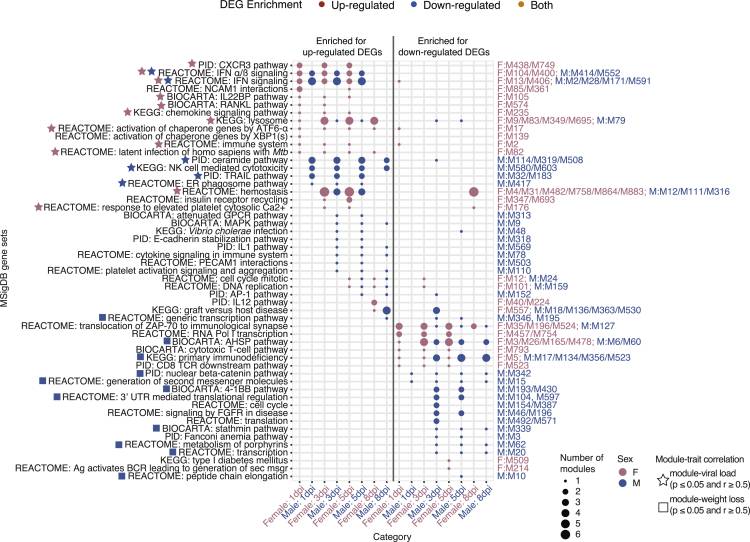 DEG Enrichment Up-regulated Down-regulated Both
Enriched for up-regulated DEGs
Enriched for down-regulated DEGs
PID: CXCR3 pathway F:M438/M749
REACTOME: IFN α/β signaling F:M104/M400; M:M414/M552
REACTOME: IFN signaling F:M13/M406; M:M2/M28/M171/M591
REACTOME: NCAM1 interactions F:M85/M361
BIOCARTA: IL22BP pathway F:M105
BIOCARTA: RANKL pathway F:M574
KEGG: chemokine signaling pathway F:M235
KEGG: lysosome F:M9/M83/M349/M695; M:M79
REACTOME: activation of chaperone genes by ATF6-α F:M17
REACTOME: activation of chaperone genes by XBP1(s) F:M139
REACTOME: immune system F:M2
REACTOME: latent infection of homo sapiens with Mtb F:M82
PID: ceramide pathway M:M114/M319/M508
KEGG: NK cell mediated cytotoxicity M:M580/M603
PID: TRAIL pathway M:M32/M183
REACTOME: ER phagosome pathway M:M417
REACTOME: hemostasis F:M4/M31/M482/M758/M864/M883; M:M12/M111/M316
REACTOME: insulin receptor recycling F:M347/M693
REACTOME: response to elevated platelet cytosolic Ca2+ F:M176
BIOCARTA: attenuated GPCR pathway M:M313
BIOCARTA: MAPK pathway M:M9
KEGG: Vibrio cholerae infection M:M48
PID: E-cadherin stabilization pathway M:M318
PID: IL1 pathway M:M569
REACTOME: cytokine signaling in immune system M:M78
REACTOME: PECAM1 interactions M:M503
REACTOME: platelet activation signaling and aggregation M:M110
REACTOME: cell cycle mitotic F:M12; M:M24
REACTOME: DNA replication F:M101; M:M159
PID: AP-1 pathway M:M152
PID: IL12 pathway F:M40/M224
KEGG: graft versus host disease F:M557; M:M18/M136/M363/M530
REACTOME: generic transcription pathway M:M346, M195
REACTOME: translocation of ZAP-70 to immunological synapse F:M35/M196/M524; M:M127
REACTOME: RNA Pol I transcription F:M457/M754
BIOCARTA: AHSP pathway F:M3/M26/M165/M478; M:M6/M60
BIOCARTA: cytotoxic T-cell pathway F:M793
KEGG: primary immunodeficiency F:M5; M:M17/M134/M356/M523
PID: CD8 TCR downstream pathway F:M523
PID: nuclear beta-catenin pathway M:M342
REACTOME: generation of second messenger molecules M:M15
BIOCARTA: 4-1BB pathway M:M193/M430
REACTOME: 3' UTR mediated translational regulation M:M104, M597
REACTOME: cell cycle M:M154/M387
REACTOME: signaling by FGFR in disease M:M46/M196
REACTOME: translation M:M492/M571
BIOCARTA: stathmin pathway M:M339
PID: Fanconi anemia pathway M:M3
REACTOME: metabolism of porphyrins M:M62
REACTOME: transcription M:M20
KEGG: type I diabetes mellitus F:M509
REACTOME: Ag activates BCR leading to generation of sec msgr F:M214
REACTOME: peptide chain elongation M:M10
MSigDB gene sets
Female: 1dpi
Male: 1dpi
Female: 3dpi
Male: 3dpi
Female: 5dpi
Male: 5dpi
Female: 8dpi
Male: 8dpi
Female: 1dpi
Male: 1dpi
Female: 3dpi
Male: 3dpi
Female: 5dpi
Male: 5dpi
Female: 8dpi
Male: 8dpi
Category
Number of modules
1
2
3
4
5
6
Sex
F
M
Module-trait correlation
module-viral load
(p ≤ 0.05 and r ≥ 0.5)
module-weight loss
(p ≤ 0.05 and r ≥ 0.5)